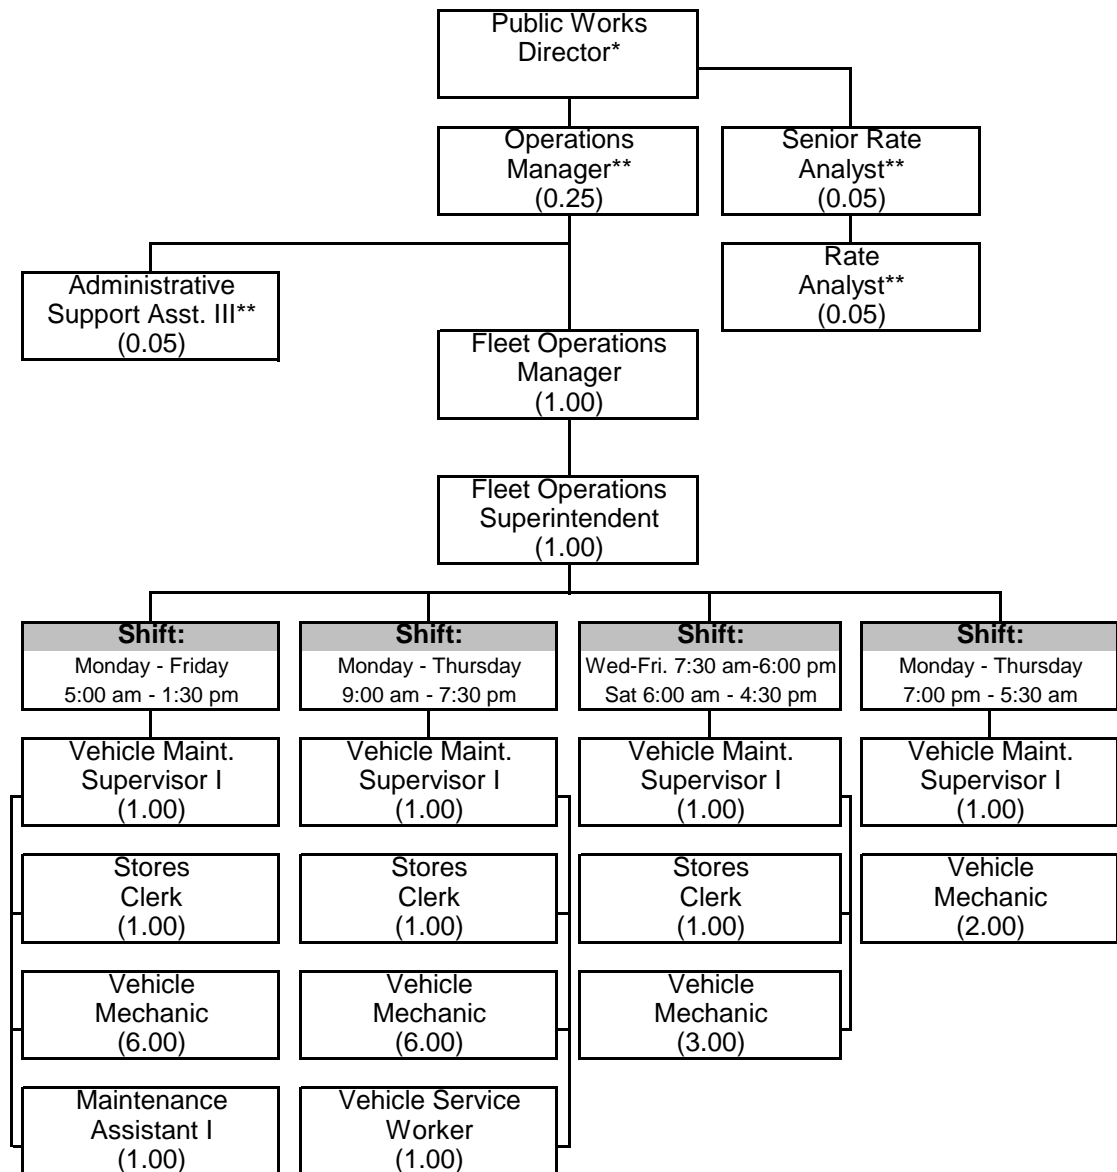 Public Works
Director*
Operations
Manager**
(0.25)
Senior Rate
Analyst**
(0.05)
Administrative
Support Asst. III**
(0.05)
Rate
Analyst**
(0.05)
Fleet Operations
Manager
(1.00)
Fleet Operations
Superintendent
(1.00)
Shift:
Monday - Friday
5:00 am - 1:30 pm
Shift:
Monday - Thursday
9:00 am - 7:30 pm
Shift:
Wed-Fri. 7:30 am-6:00 pm
Sat 6:00 am - 4:30 pm
Shift:
Monday - Thursday
7:00 pm - 5:30 am
Vehicle Maint.
Supervisor I
(1.00)
Vehicle Maint.
Supervisor I
(1.00)
Vehicle Maint.
Supervisor I
(1.00)
Vehicle Maint.
Supervisor I
(1.00)
Stores
Clerk
(1.00)
Stores
Clerk
(1.00)
Stores
Clerk
(1.00)
Vehicle
Mechanic
(2.00)
Vehicle
Mechanic
(6.00)
Vehicle
Mechanic
(6.00)
Vehicle
Mechanic
(3.00)
Maintenance
Assistant I
(1.00)
Vehicle Service
Worker
(1.00)